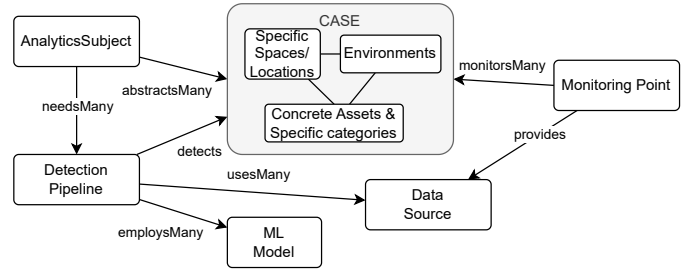 CASE
AnalyticsSubject
Specific
Spaces/
Locations
Environments
monitorsMany
abstractsMany
Monitoring Point
needsMany
Concrete Assets &
Specific categories
provides
detects
Detection
Pipeline
usesMany
Data
Source
employsMany
ML
Model